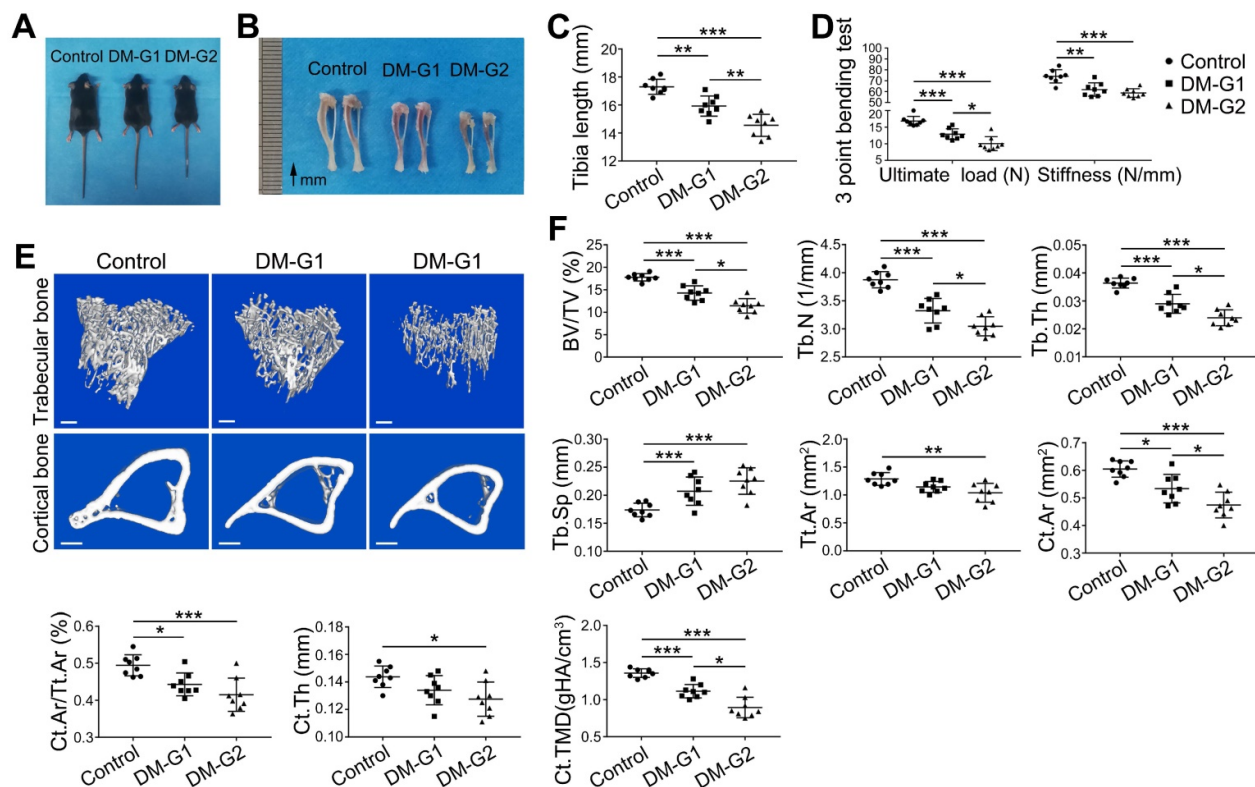 A
Control DM-G1 DM-G2
B
Control DM-G1 DM-G2
mm
C
Tibia length (mm)
20
18
16
14
12
** ***
**
Control
DM-G1
DM-G2
D
3 point bending test
100
90
80
70
60
50
20
15
10
5
***
***
*
***
**
Ultimate load (N) Stiffness (N/mm)
Control
DM-G1
DM-G2
E
Control DM-G1 DM-G1
Trabecular bone
Cortical bone
F
BV/TV (%)
25
20
15
10
5
0
***
***
*
Control
DM-G1
DM-G2
Tb.N (1/mm)
4.5
4.0
3.5
3.0
2.5
***
***
*
Control
DM-G1
DM-G2
Tb.Th (mm)
0.05
0.04
0.03
0.02
0.01
***
***
*
Control
DM-G1
DM-G2
Tb.Sp (mm)
0.30
0.25
0.20
0.15
0.10
***
***
Control
DM-G1
DM-G2
Tt.Ar (mm²)
2.0
1.5
1.0
0.5
0.0
**
Control
DM-G1
DM-G2
Ct.Ar (mm²)
0.7
0.6
0.5
0.4
0.3
***
*
*
Control
DM-G1
DM-G2
Ct.Ar/Tt.Ar (%)
0.6
0.5
0.4
0.3
***
*
Control
DM-G1
DM-G2
Ct.Th (mm)
0.18
0.16
0.14
0.12
0.10
*
Control
DM-G1
DM-G2
Ct.TMD(gHA/cm³)
2.0
1.5
1.0
0.5
0.0
***
***
*
Control
DM-G1
DM-G2